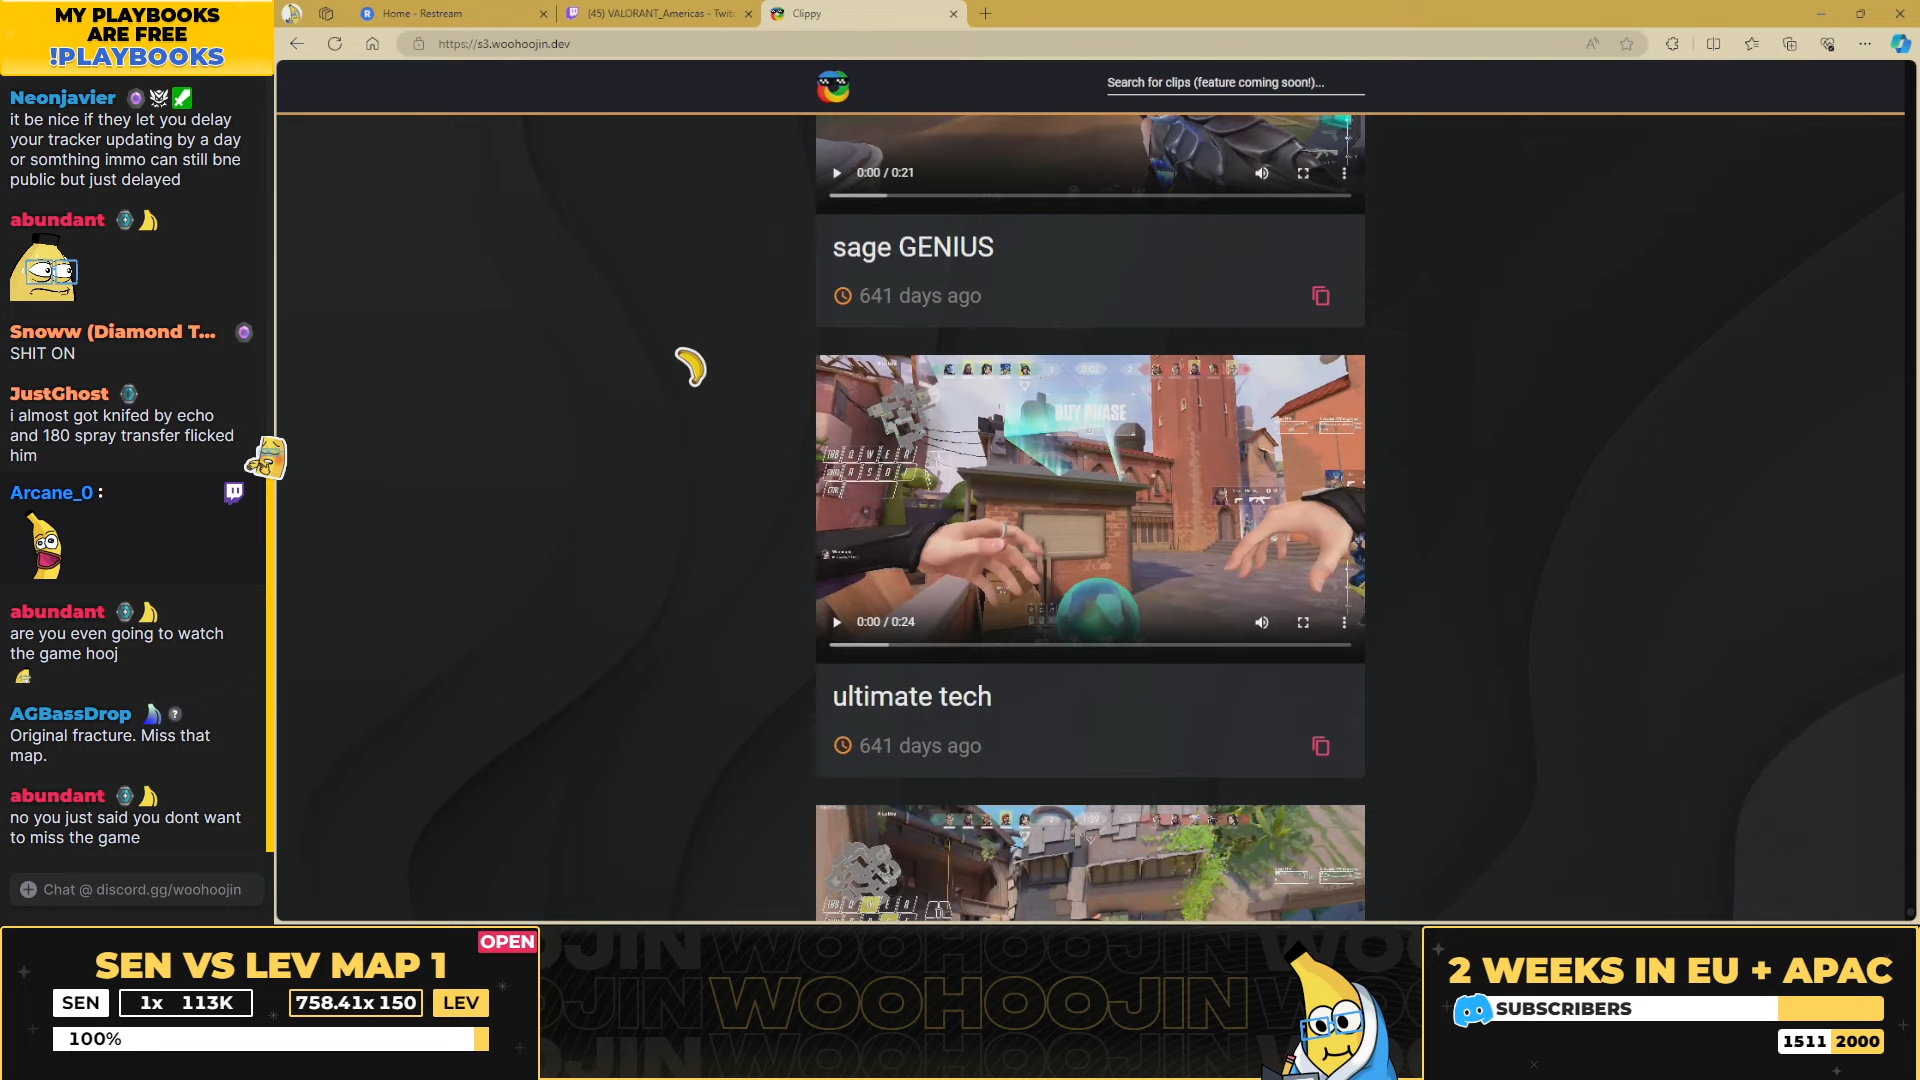 MY PLAYBOOKS
ARE FREE
!PLAYBOOKS
Home - Restream
(45) VALORANT_Americas - Twitc
Clippy
https://s3.woohoojin.dev
Search for clips (feature coming soon!)...
Neonjavier
it be nice if they let you delay
your tracker updating by a day
or somthing immo can still bne
public but just delayed
abundant
Snoww (Diamond T...
SHIT ON
JustGhost
i almost got knifed by echo
and 180 spray transfer flicked
him
Arcane_0 :
abundant
are you even going to watch
the game hooj
AGBassDrop
Original fracture. Miss that
map.
abundant
no you just said you dont want
to miss the game
Chat @ discord.gg/woohoojin
0:00 / 0:21
sage GENIUS
641 days ago
0:02
BUY PHASE
0:00 / 0:24
ultimate tech
641 days ago
A Lobby
1:39
SEN VS LEV MAP 1
OPEN
SEN
1x 113K
758.41x 150
LEV
100%
WOOHOOJIN
2 WEEKS IN EU + APAC
SUBSCRIBERS
1511 2000